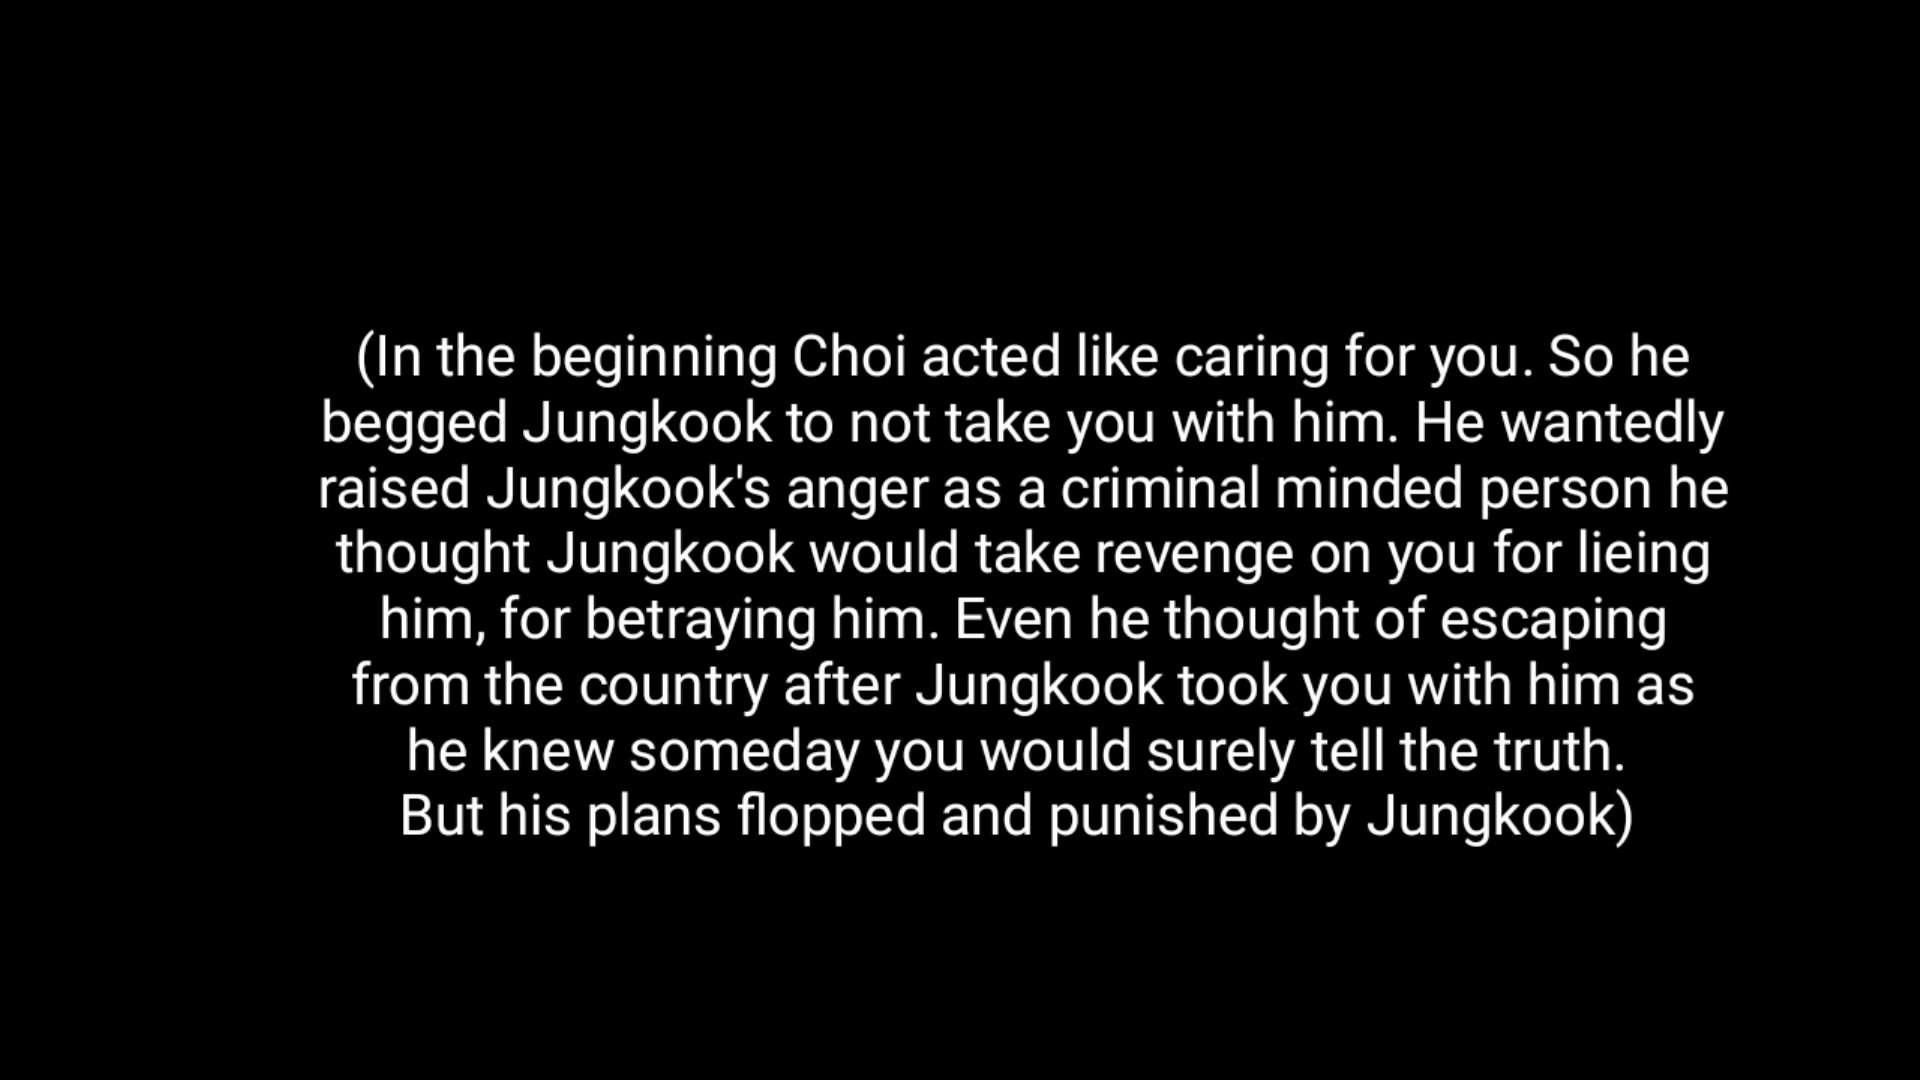 (In the beginning Choi acted like caring for you. So he
begged Jungkook to not take you with him. He wantedly
raised Jungkook's anger as a criminal minded person he
thought Jungkook would take revenge on you for lieing
him, for betraying him. Even he thought of escaping
from the country after Jungkook took you with him as
he knew someday you would surely tell the truth.
But his plans flopped and punished by Jungkook)